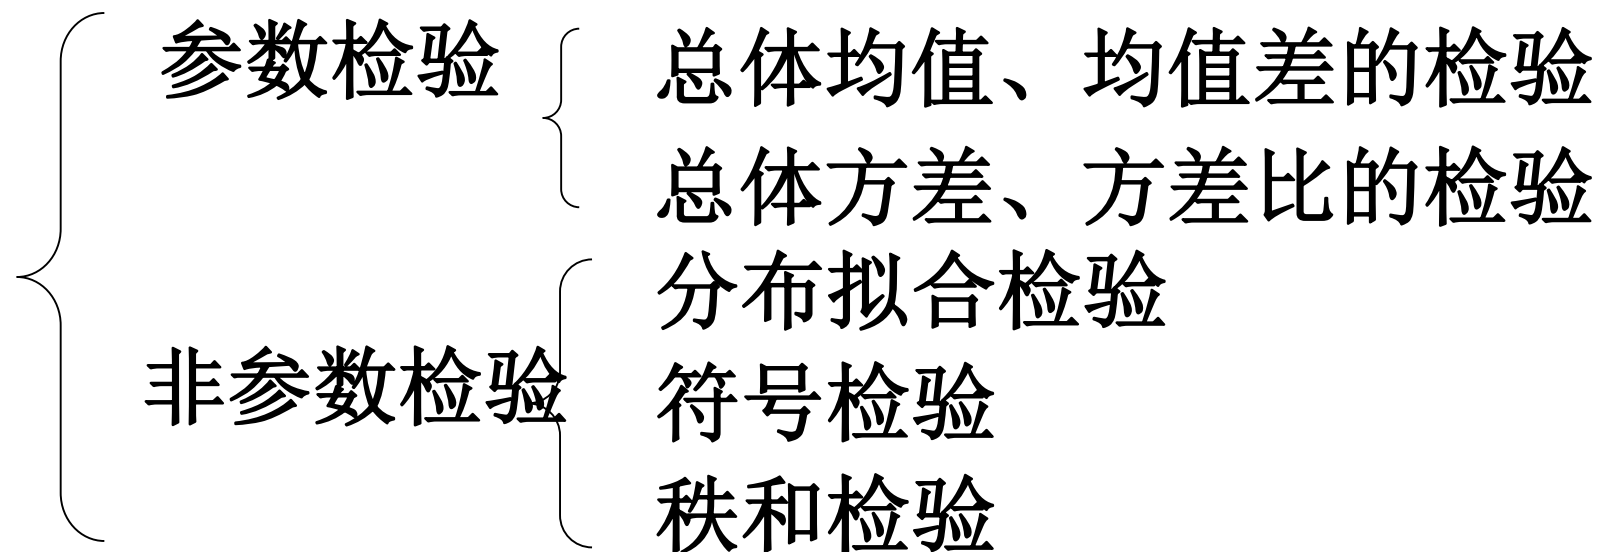 参数检验
总体均值、均值差的检验
总体方差、方差比的检验
非参数检验
分布拟合检验
符号检验
秩和检验